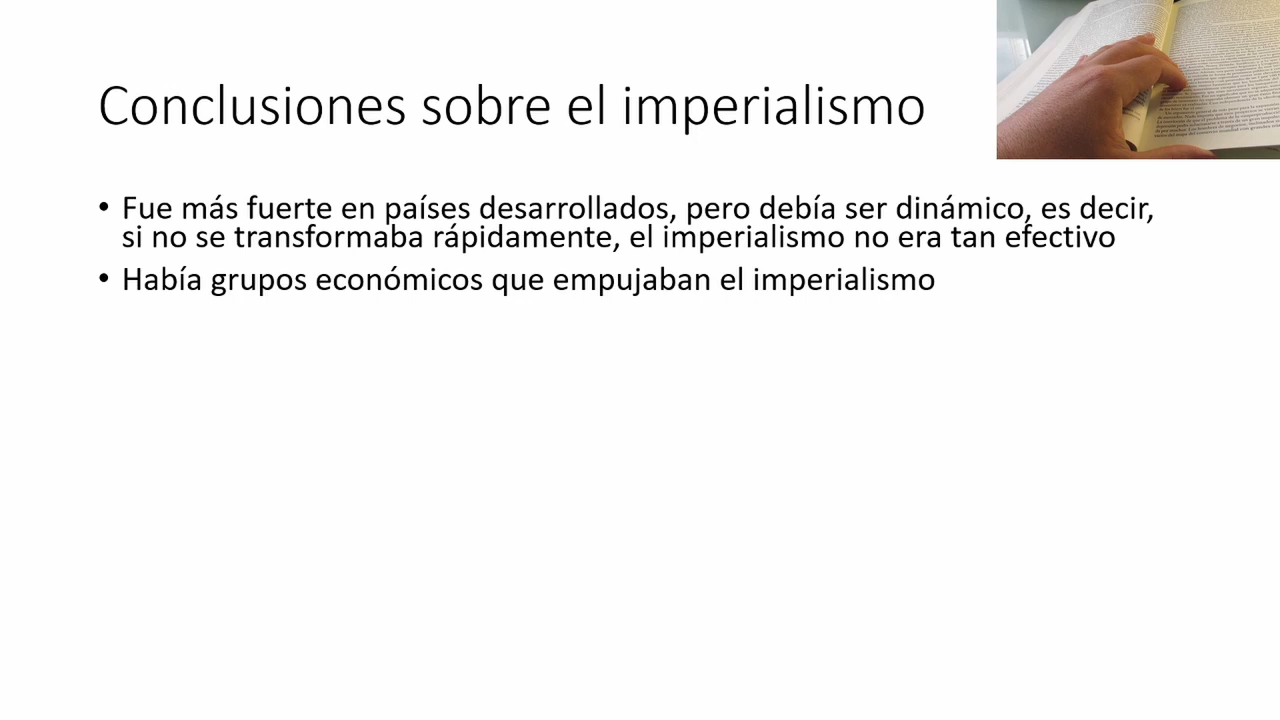 Conclusiones sobre el imperialismo
• Fue más fuerte en países desarrollados, pero debía ser dinámico, es decir,
si no se transformaba rápidamente, el imperialismo no era tan efectivo
• Había grupos económicos que empujaban el imperialismo